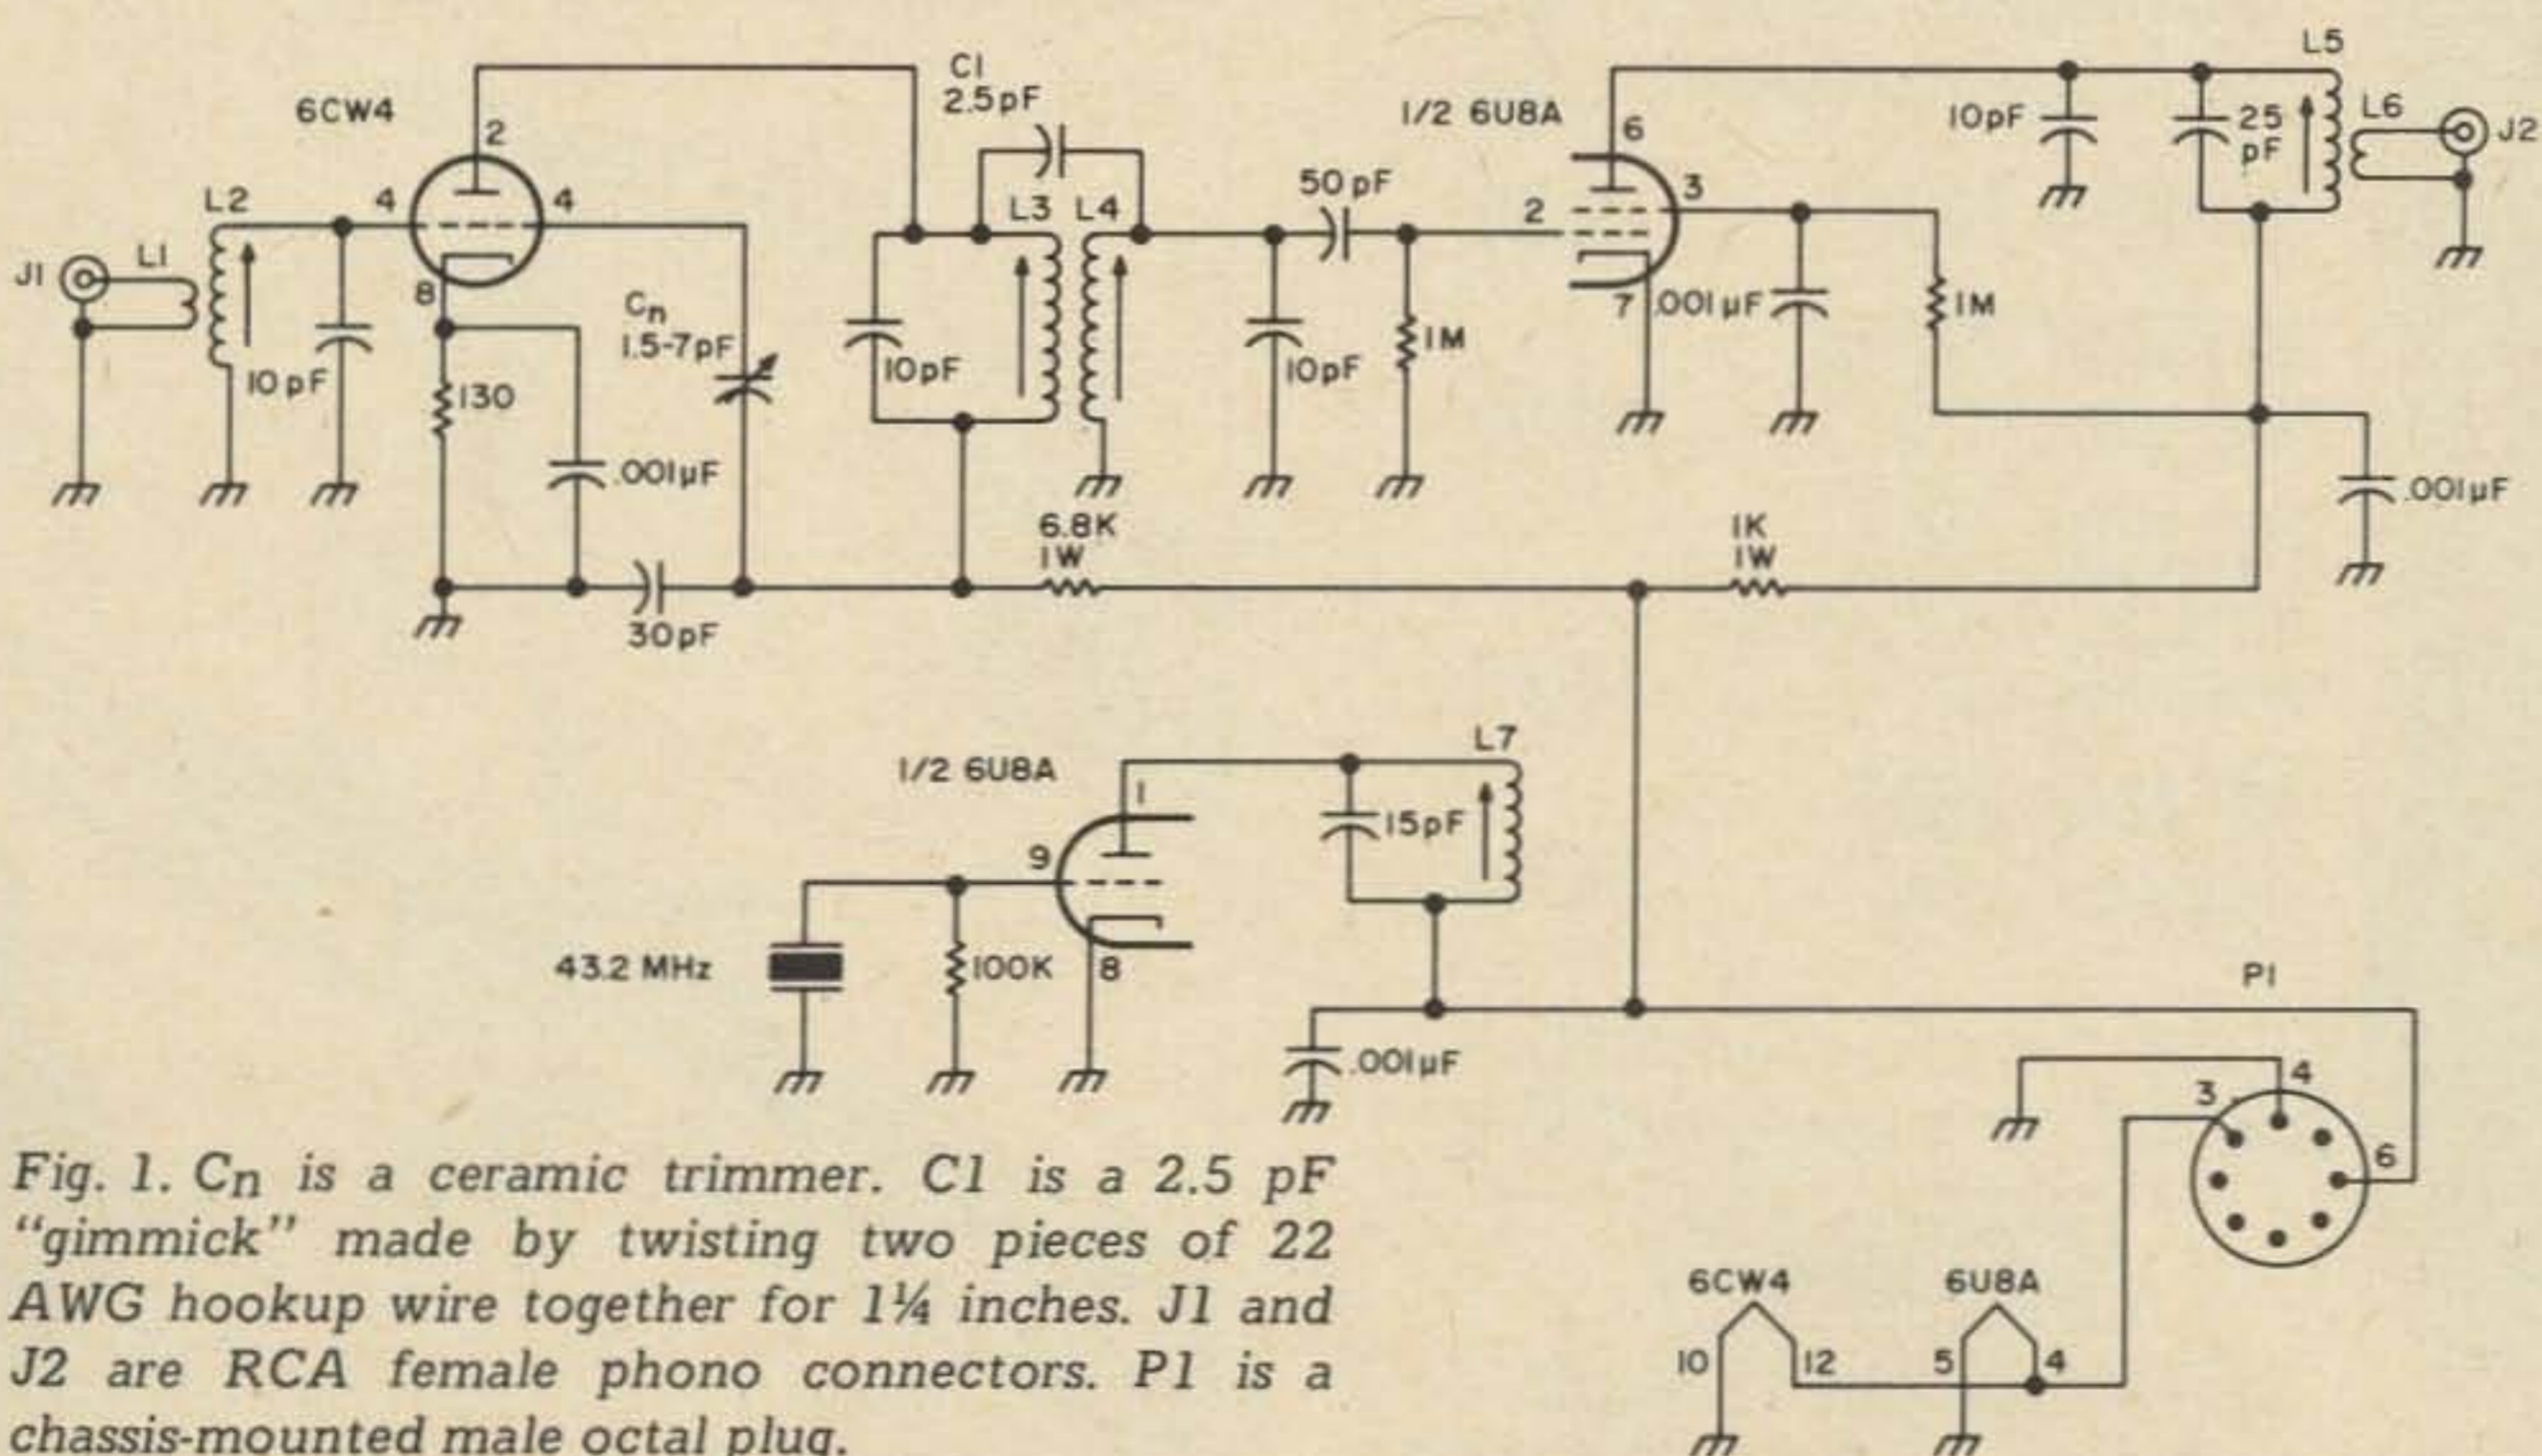 C1
2.5pF
L5
6CW4
2
1/2 6U8A
6
10pF
25
pF
L6
J2
L2
4
4
50pF
2
3
L3
L4
J1
L1
8
Cn
1.5-7pF
10pF
130
10pF
10pF
1M
7
.001µF
1M
.001µF
.001µF
6.8K
1W
1K
1W
30pF
L7
1/2 6U8A
1
15pF
9
43.2 MHz
100K
8
P1
.001µF
4
3
6
6CW4
6U8A
10
12
5
4
Fig. 1. Cn is a ceramic trimmer. C1 is a 2.5 pF
“gimmick” made by twisting two pieces of 22
AWG hookup wire together for 1¼ inches. J1 and
J2 are RCA female phono connectors. P1 is a
chassis-mounted male octal plug.